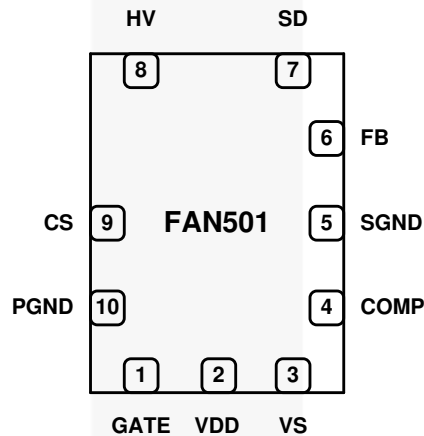 HV SD
8 7
6 FB
CS 9 FAN501 5 SGND
PGND 10 4 COMP
1 2 3
GATE VDD VS